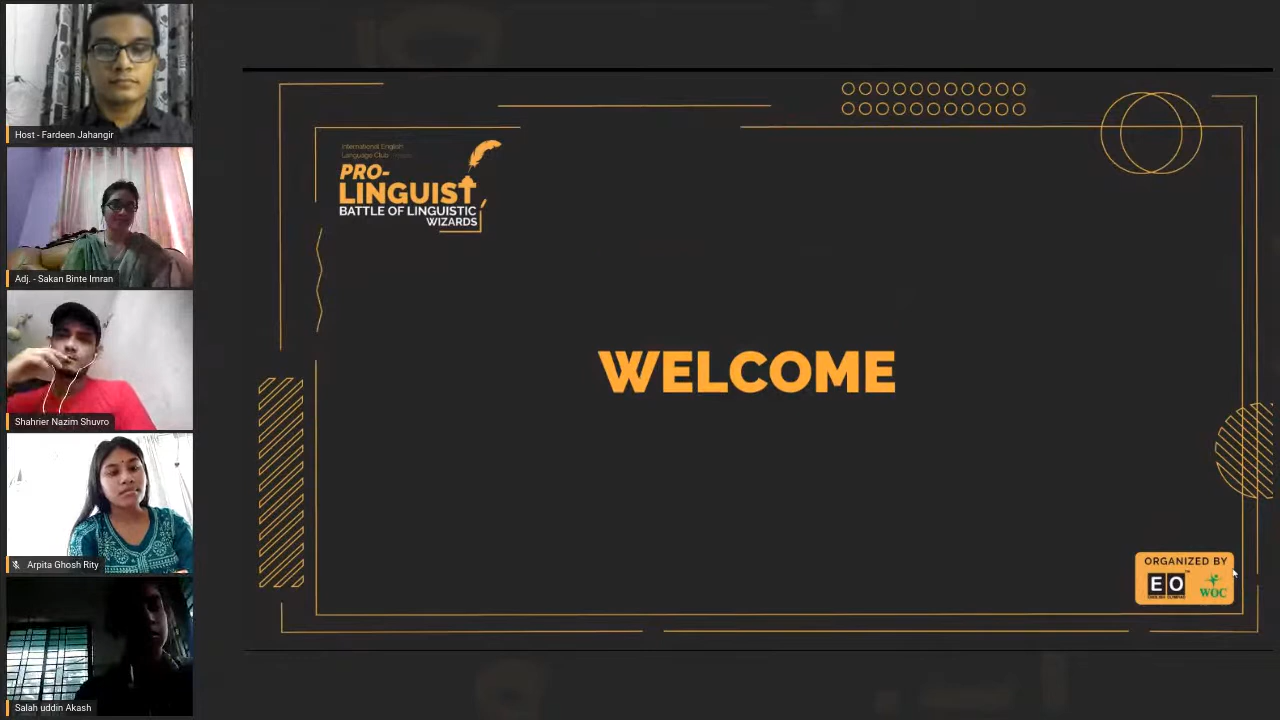 Host - Fardeen Jahangir
Adj. - Sakan Binte Imran
Shahrier Nazim Shuvro
Arpita Ghosh Rity
Salah uddin Akash
International English
Language Club
PRO-
LINGUIST
BATTLE OF LINGUISTIC
WIZARDS
WELCOME
ORGANIZED BY
EO
WOC